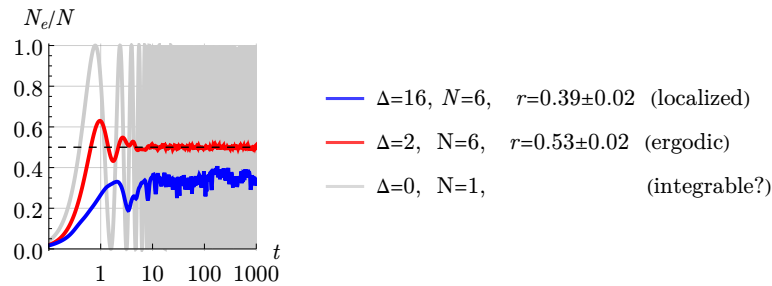 N_e/N
1.0
0.8
0.6
0.4
0.2
0.0
1 10 100 1000
t
Δ=16, N=6, r=0.39±0.02 (localized)
Δ=2, N=6, r=0.53±0.02 (ergodic)
Δ=0, N=1, (integrable?)